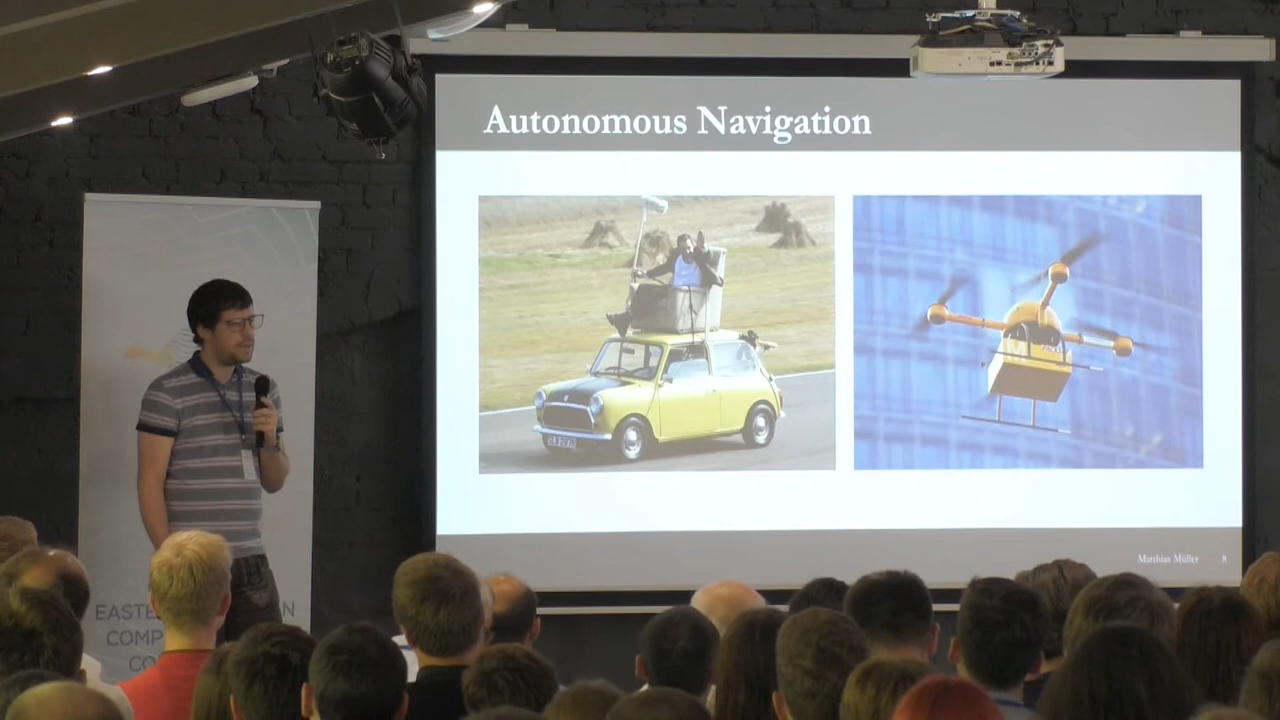 Autonomous Navigation
Matthias Müller 8
EASTE N
COMP
CO